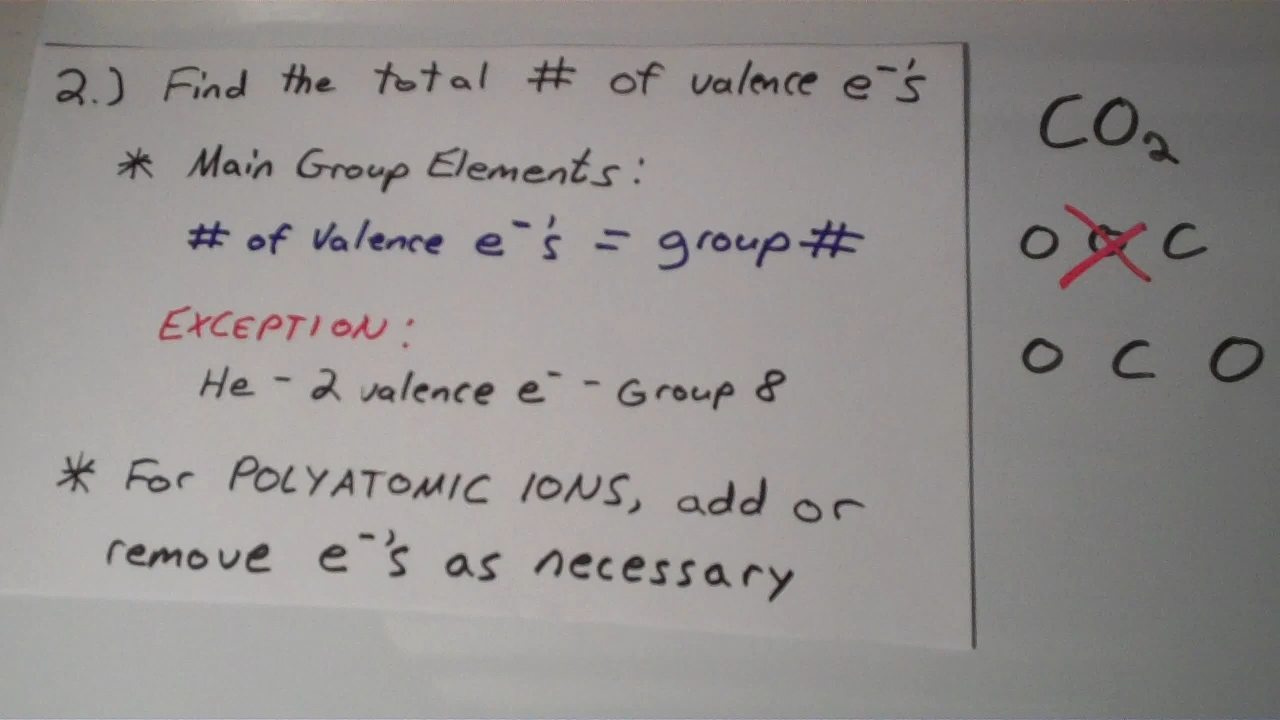 2.) Find the total # of valence e⁻'s
* Main Group Elements:
# of Valence e⁻'s = group #
EXCEPTION:
He - 2 valence e⁻ - Group 8
* For POLYATOMIC IONS, add or
remove e⁻'s as necessary
CO₂
O C
O C O